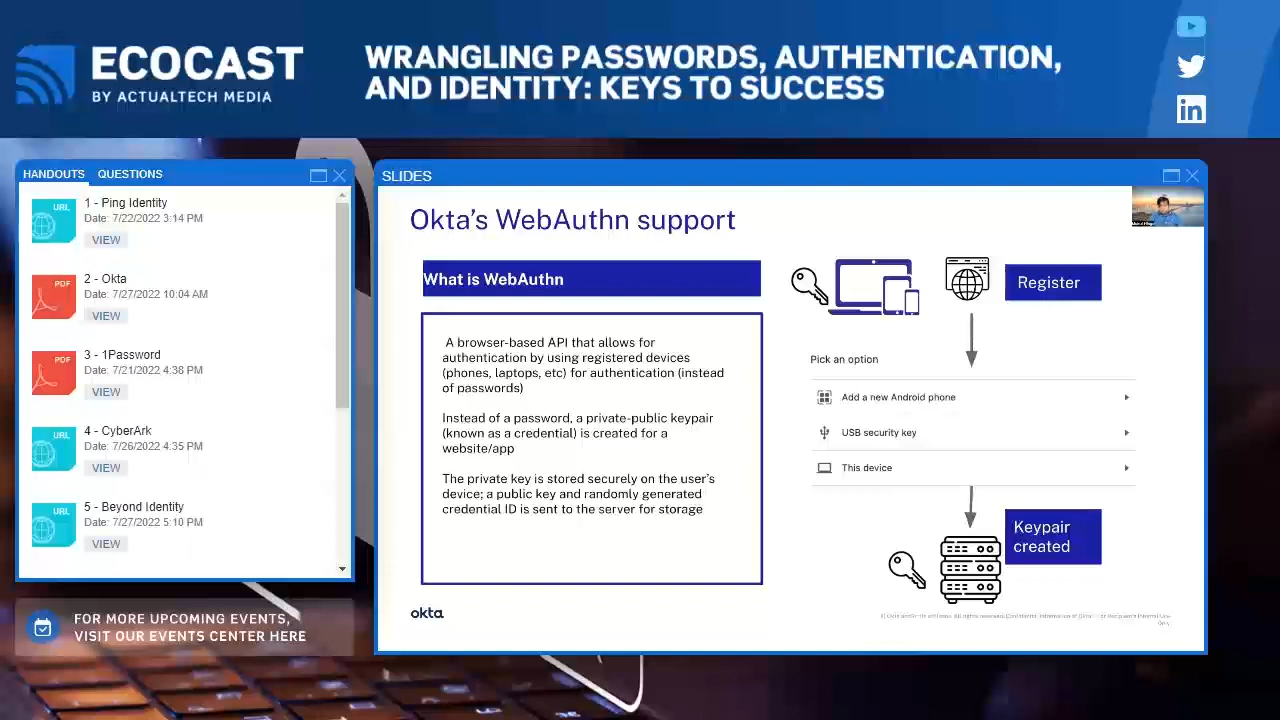 ECOCAST
BY ACTUALTECH MEDIA
WRANGLING PASSWORDS, AUTHENTICATION,
AND IDENTITY: KEYS TO SUCCESS
in
HANDOUTS QUESTIONS
URL
1 - Ping Identity
Date: 7/22/2022 3:14 PM
VIEW
PDF
2 - Okta
Date: 7/27/2022 10:04 AM
VIEW
PDF
3 - 1Password
Date: 7/21/2022 4:38 PM
VIEW
URL
4 - CyberArk
Date: 7/26/2022 4:35 PM
VIEW
URL
5 - Beyond Identity
Date: 7/27/2022 5:10 PM
VIEW
FOR MORE UPCOMING EVENTS,
VISIT OUR EVENTS CENTER HERE
SLIDES
Okta's WebAuthn support
What is WebAuthn
A browser-based API that allows for
authentication by using registered devices
(phones, laptops, etc) for authentication (instead
of passwords)
Instead of a password, a private-public keypair
(known as a credential) is created for a
website/app
The private key is stored securely on the user's
device; a public key and randomly generated
credential ID is sent to the server for storage
Register
Pick an option
Add a new Android phone
USB security key
This device
Keypair
created
okta